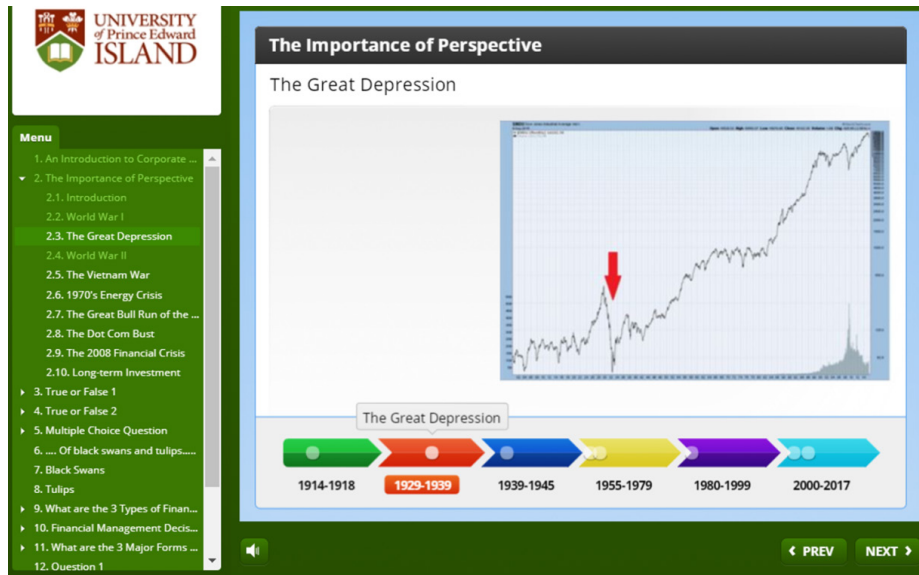 UNIVERSITY
of Prince Edward
ISLAND
Menu
1. An Introduction to Corporate ...
2. The Importance of Perspective
2.1. Introduction
2.2. World War I
2.3. The Great Depression
2.4. World War II
2.5. The Vietnam War
2.6. 1970's Energy Crisis
2.7. The Great Bull Run of the ...
2.8. The Dot Com Bust
2.9. The 2008 Financial Crisis
2.10. Long-term Investment
3. True or False 1
4. True or False 2
5. Multiple Choice Question
6. .... Of black swans and tulips.....
7. Black Swans
8. Tulips
9. What are the 3 Types of Finan...
10. Financial Management Decis...
11. What are the 3 Major Forms ...
12. Question 1
The Importance of Perspective
The Great Depression
The Great Depression
1914-1918
1929-1939
1939-1945
1955-1979
1980-1999
2000-2017
PREV
NEXT